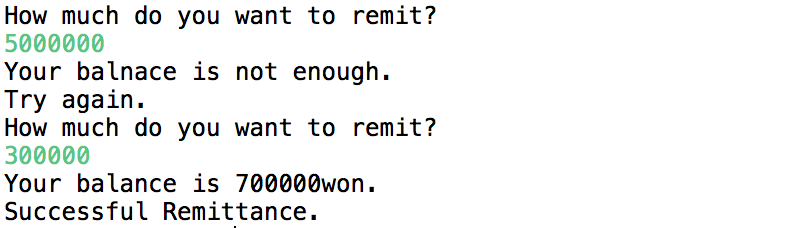 How much do you want to remit?
5000000
Your balnace is not enough.
Try again.
How much do you want to remit?
300000
Your balance is 700000won.
Successful Remittance.